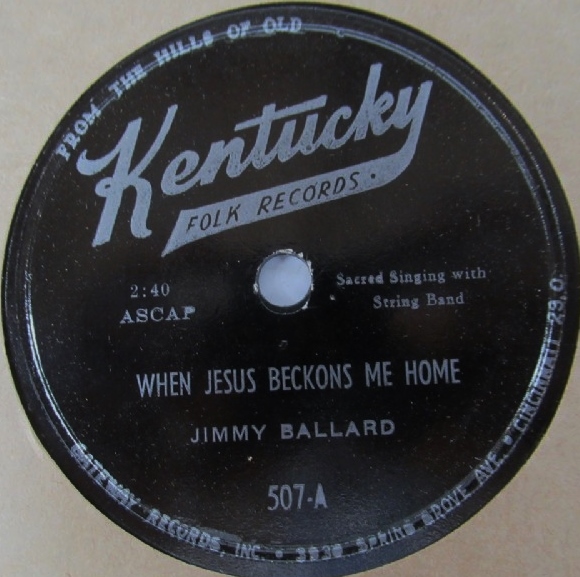 FROM THE HILLS OF OLD
Kentucky
FOLK RECORDS.
2:40
ASCAP
Sacred Singing with
String Band
WHEN JESUS BECKONS ME HOME
JIMMY BALLARD
507-A
GATEWAY RECORDS, INC. • SPRING GROVE AVE. • CINCINNATI 23, O.